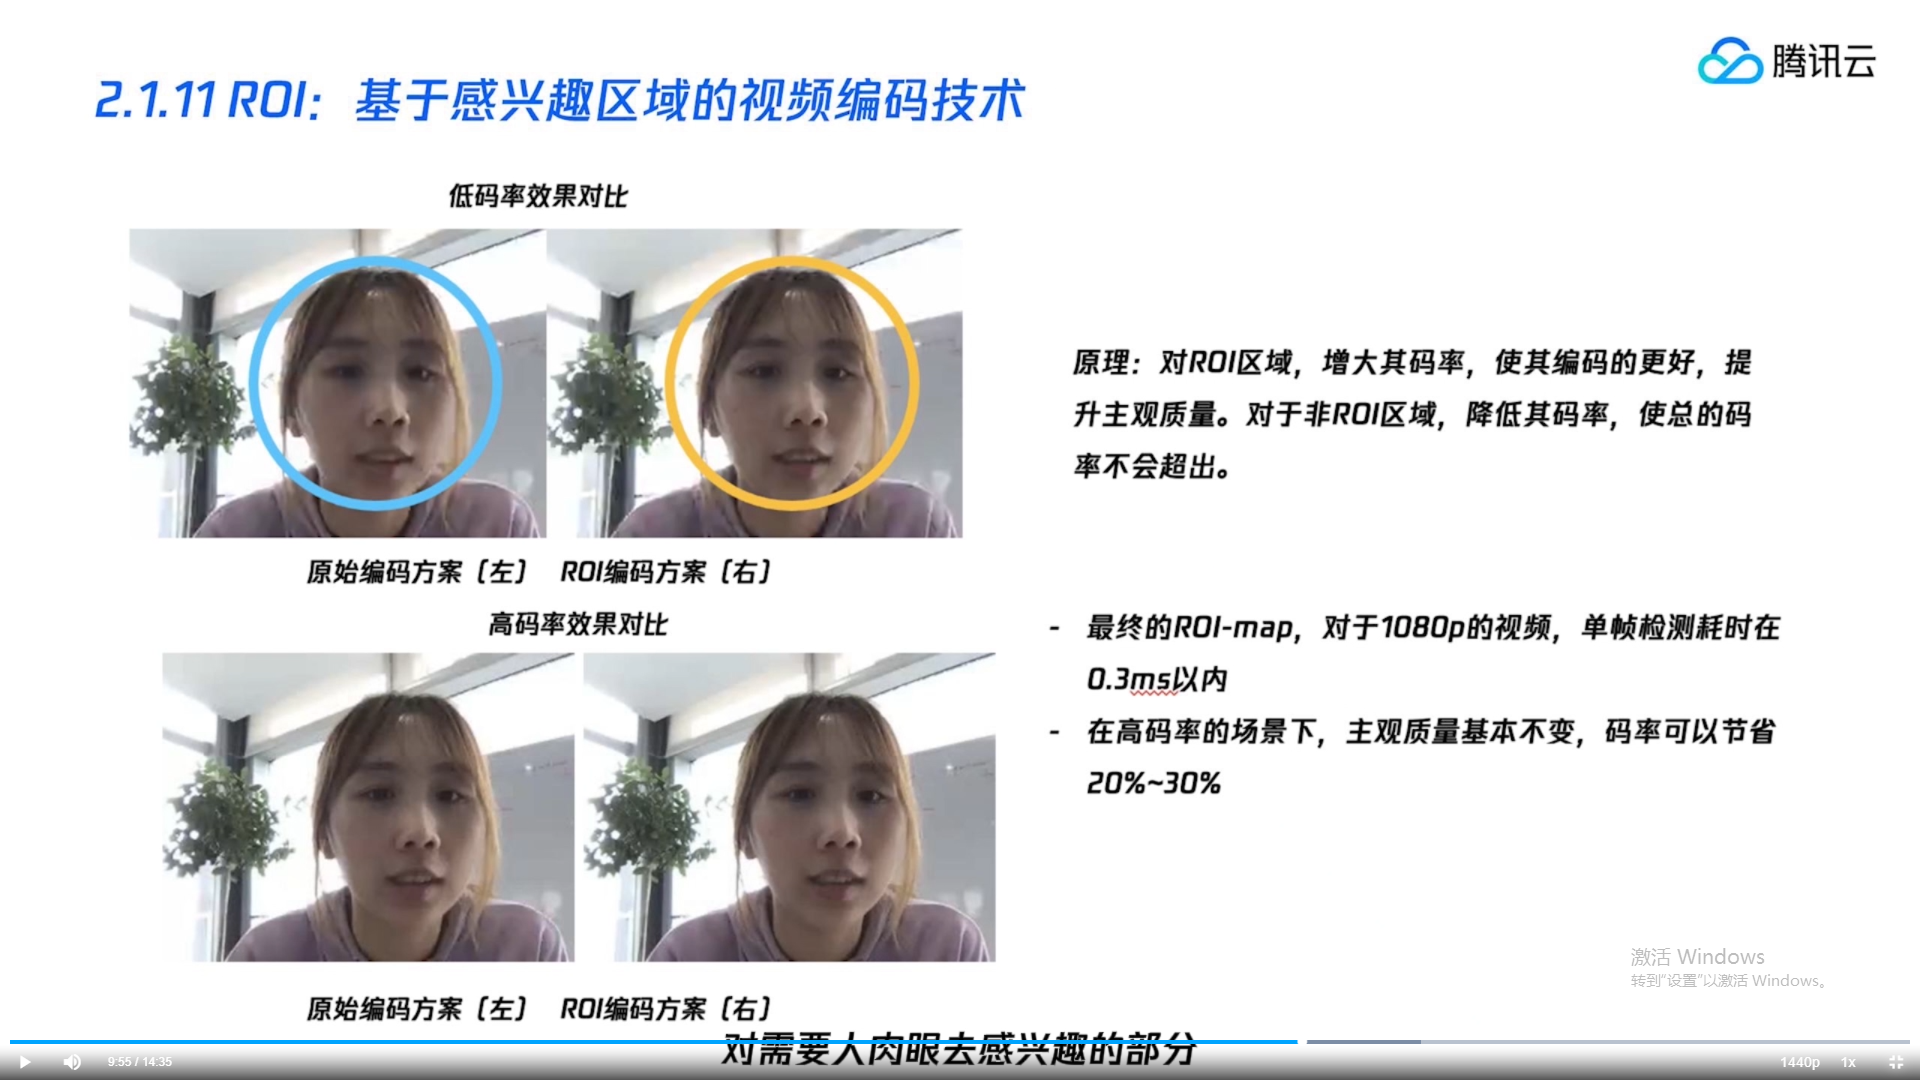 腾讯云
2.1.11 ROI：基于感兴趣区域的视频编码技术
低码率效果对比
原始编码方案（左） ROI编码方案（右）
高码率效果对比
原始编码方案（左） ROI编码方案（右）
原理：对ROI区域，增大其码率，使其编码的更好，提
升主观质量。对于非ROI区域，降低其码率，使总的码
率不会超出。
- 最终的ROI-map，对于1080p的视频，单帧检测耗时在
0.3ms以内
- 在高码率的场景下，主观质量基本不变，码率可以节省
20%~30%
激活 Windows
转到“设置”以激活 Windows。
对需要人肉眼去感兴趣的部分
9:55 / 14:35
1440p 1x